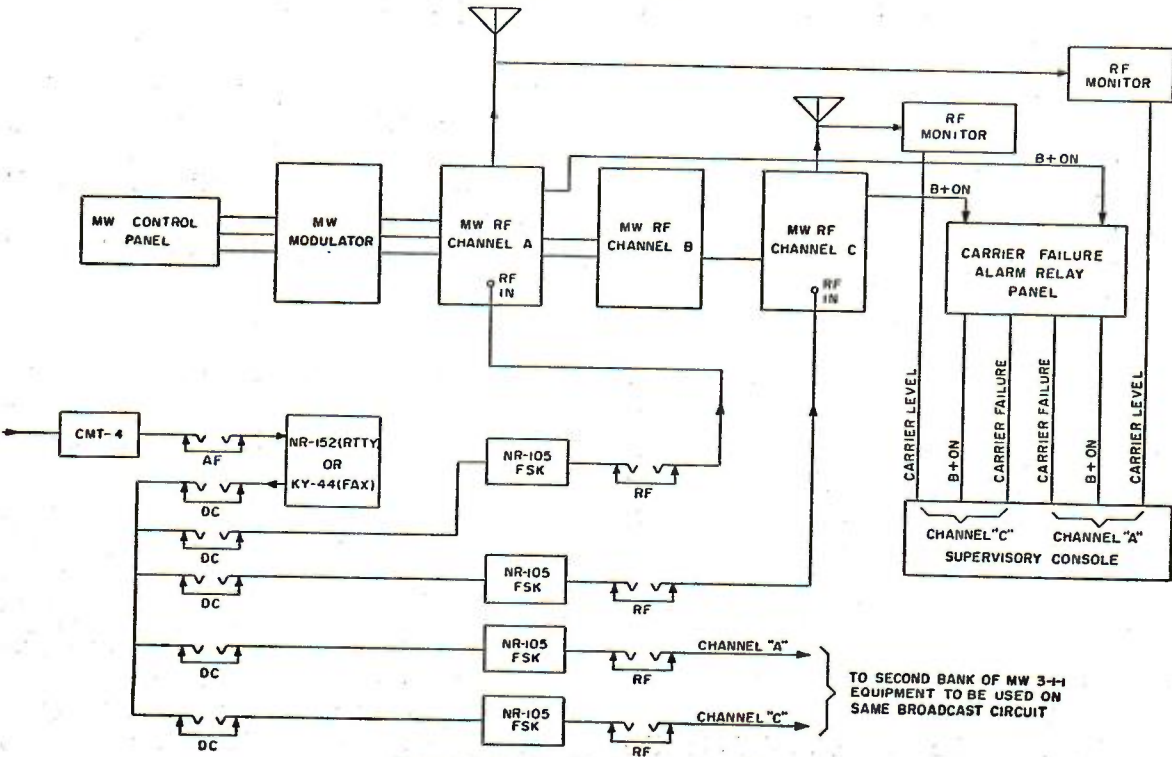 RF
MONITOR
RF
MONITOR
B+ON
B+ON
MW CONTROL
PANEL
MW
MODULATOR
MW RF
CHANNEL A
RF
IN
MW RF
CHANNEL B
MW RF
CHANNEL C
RF
IN
CARRIER FAILURE
ALARM RELAY
PANEL
CARRIER LEVEL
B+ON
CARRIER FAILURE
CARRIER FAILURE
B+ON
CARRIER LEVEL
CHANNEL"C"
CHANNEL"A"
SUPERVISORY CONSOLE
CMT-4
AF
NR-152(RTTY)
OR
KY-44(FAX)
DC
NR-105
FSK
RF
DC
DC
NR-105
FSK
RF
DC
NR-105
FSK
RF
CHANNEL "A"
DC
NR-105
FSK
RF
CHANNEL "C"
TO SECOND BANK OF MW 3-1-1
EQUIPMENT TO BE USED ON
SAME BROADCAST CIRCUIT